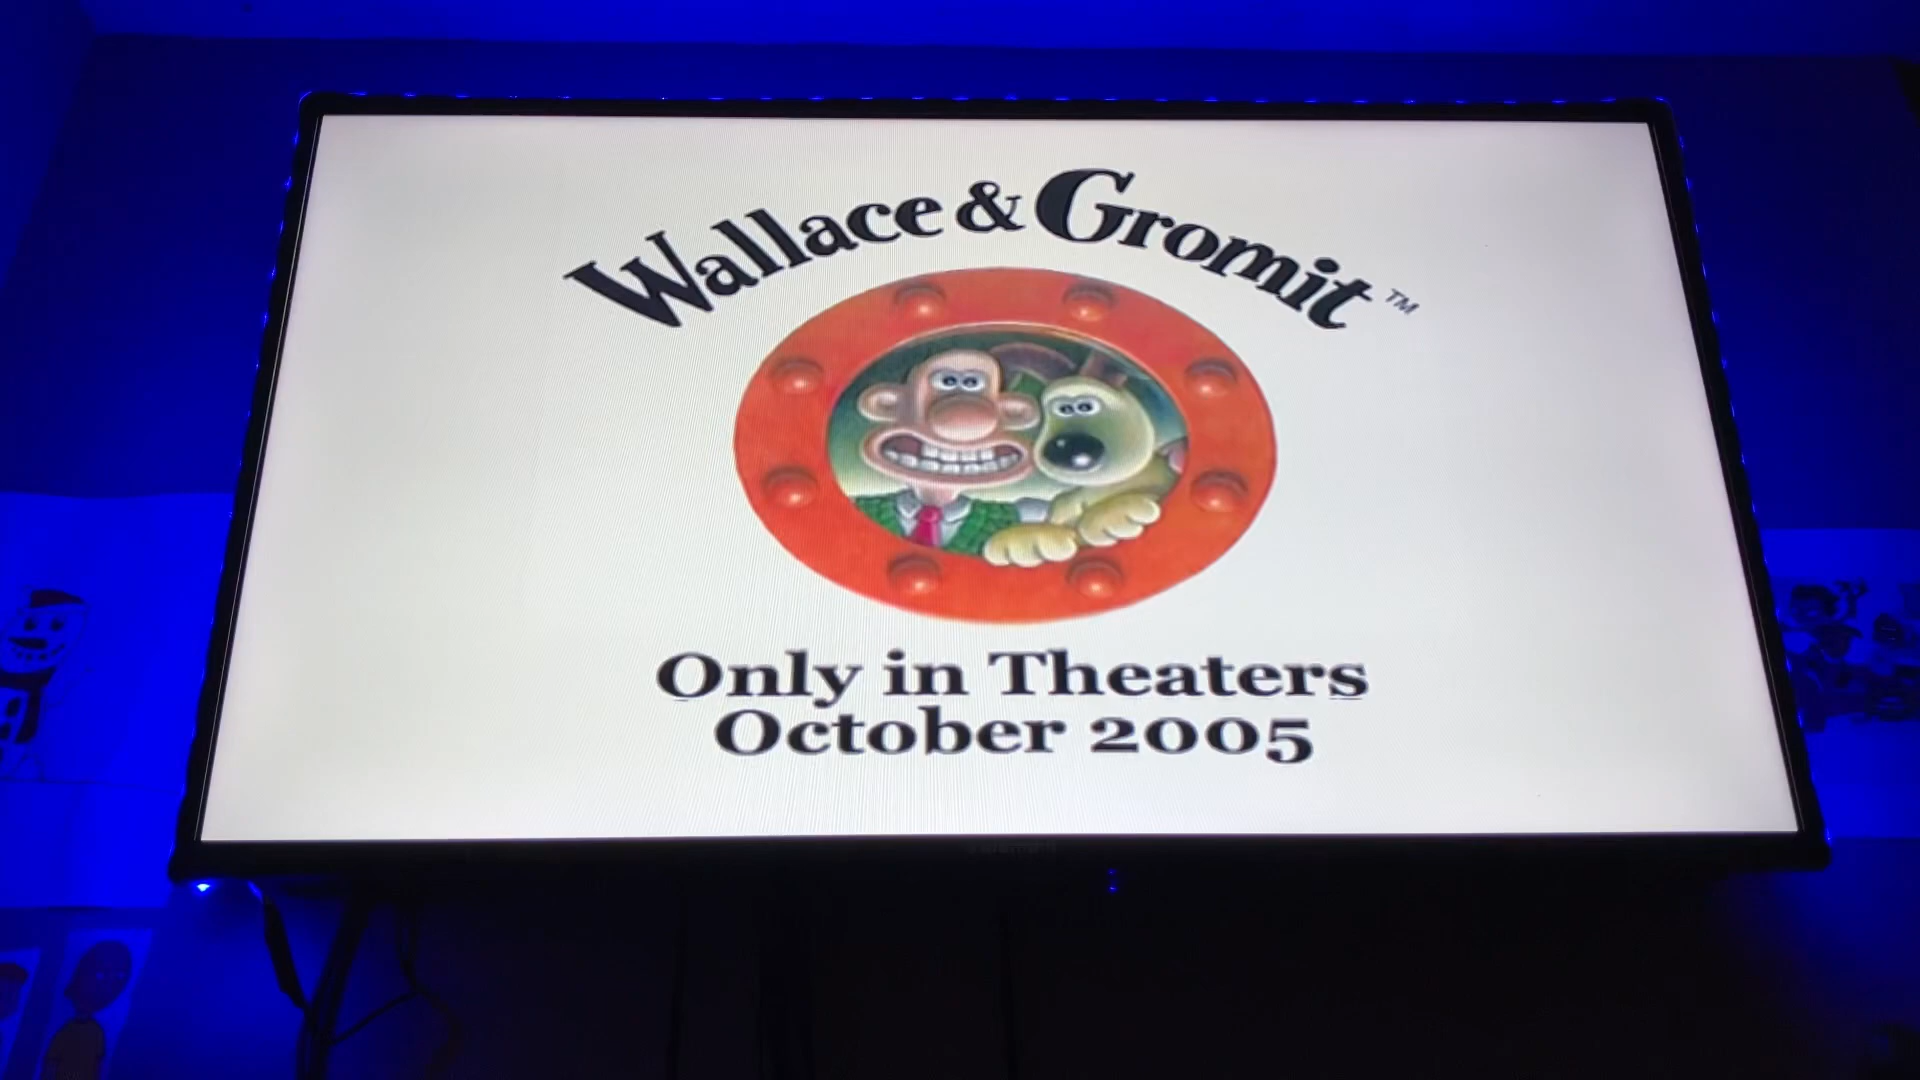 Wallace & Gromit™
Only in Theaters
October 2005